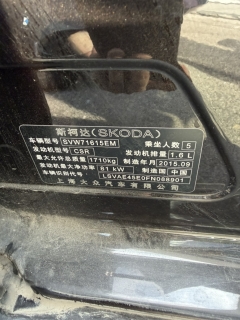 斯柯达(SKODA)
车辆型号 SVW71615EM 乘坐人数 5
发动机型号 CSR 发动机排量 1.6 L
最大允许总质量 1710kg 制造年月 2015.09
发动机最大净功率 81 kW 制造国 中国
车辆识别代号 LSVAE45E0FN068901
上海大众汽车有限公司